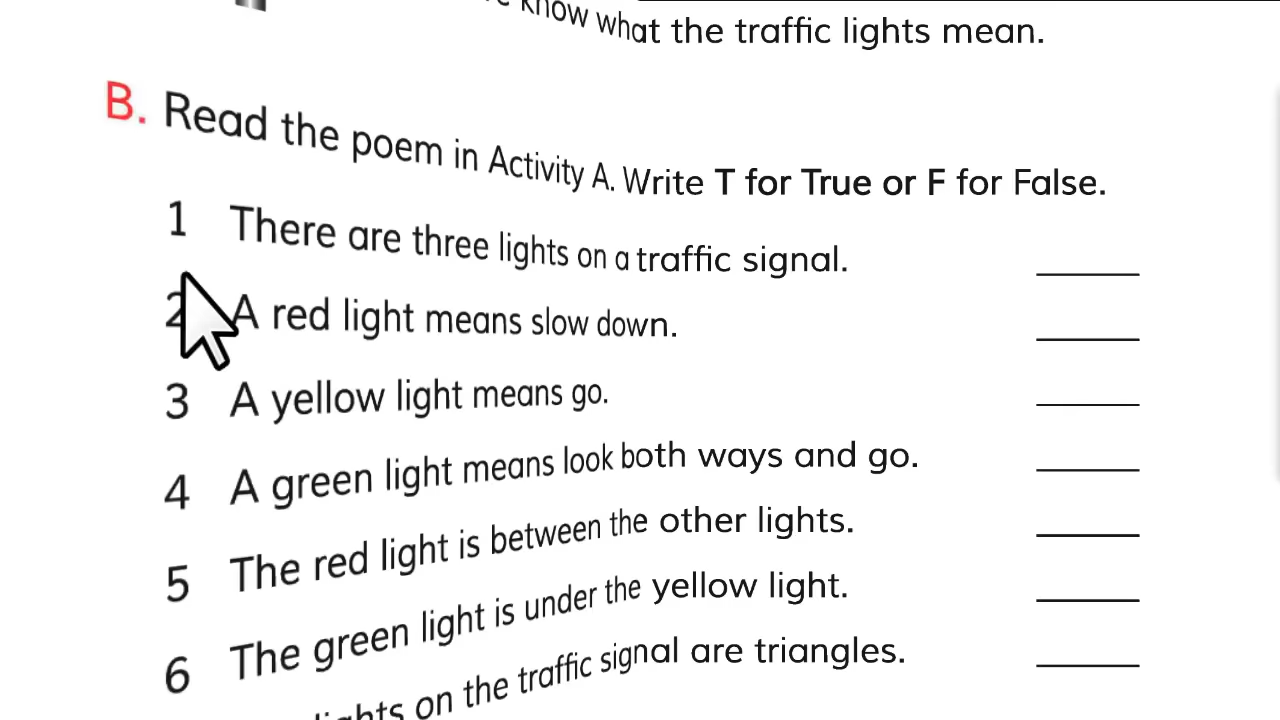 know what the traffic lights mean.
B. Read the poem in Activity A. Write T for True or F for False.
1 There are three lights on a traffic signal.
2 A red light means slow down.
3 A yellow light means go.
4 A green light means look both ways and go.
5 The red light is between the other lights.
6 The green light is under the yellow light.
lights on the traffic signal are triangles.